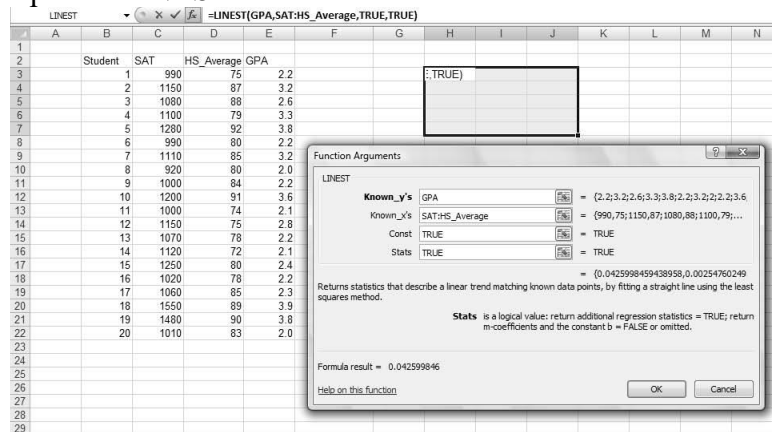 LINEST =LINEST(GPA,SAT:HS_Average,TRUE,TRUE)
A B C D E F G H I J K L M N
1
2 Student SAT HS_Average GPA
3 1 990 75 2.2 :,TRUE)
4 2 1150 87 3.2
5 3 1080 88 2.6
6 4 1100 79 3.3
7 5 1280 92 3.8
8 6 990 80 2.2
9 7 1110 85 3.2
10 8 920 80 2.0
11 9 1000 84 2.2
12 10 1200 91 3.6
13 11 1000 74 2.1
14 12 1150 75 2.8
15 13 1070 78 2.2
16 14 1120 72 2.1
17 15 1250 80 2.4
18 16 1020 78 2.2
19 17 1060 85 2.3
20 18 1550 89 3.9
21 19 1480 90 3.8
22 20 1010 83 2.0
23
24
25
26
27
28
29
Function Arguments
LINEST
Known_y's GPA = {2.2;3.2;2.6;3.3;3.8;2.2;3.2;2;2.2;3.6
Known_x's SAT:HS_Average = {990,75;1150,87;1080,88;1100,79;...
Const TRUE = TRUE
Stats TRUE = TRUE
= {0.0425998459438958,0.00254760249
Returns statistics that describe a linear trend matching known data points, by fitting a straight line using the least
squares method.
Stats is a logical value: return additional regression statistics = TRUE; return
m-coefficients and the constant b = FALSE or omitted.
Formula result = 0.042599846
Help on this function OK Cancel